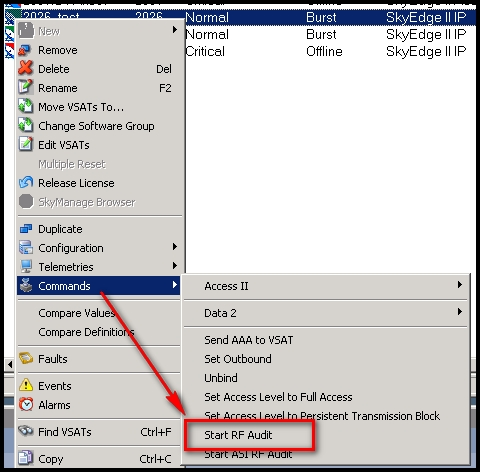 2026_test 2026 Normal Burst SkyEdge II IP
Normal Burst SkyEdge II IP
Critical Offline SkyEdge II IP
New
Remove
Delete Del
Rename F2
Move VSATs To...
Change Software Group
Edit VSATs
Multiple Reset
Release License
SkyManage Browser
Duplicate
Configuration
Telemetries
Commands
Compare Values
Compare Definitions
Faults
Events
Alarms
Find VSATs Ctrl+F
Copy Ctrl+C
Access II
Data 2
Send AAA to VSAT
Set Outbound
Unbind
Set Access Level to Full Access
Set Access Level to Persistent Transmission Block
Start RF Audit
Start ASI RF Audit